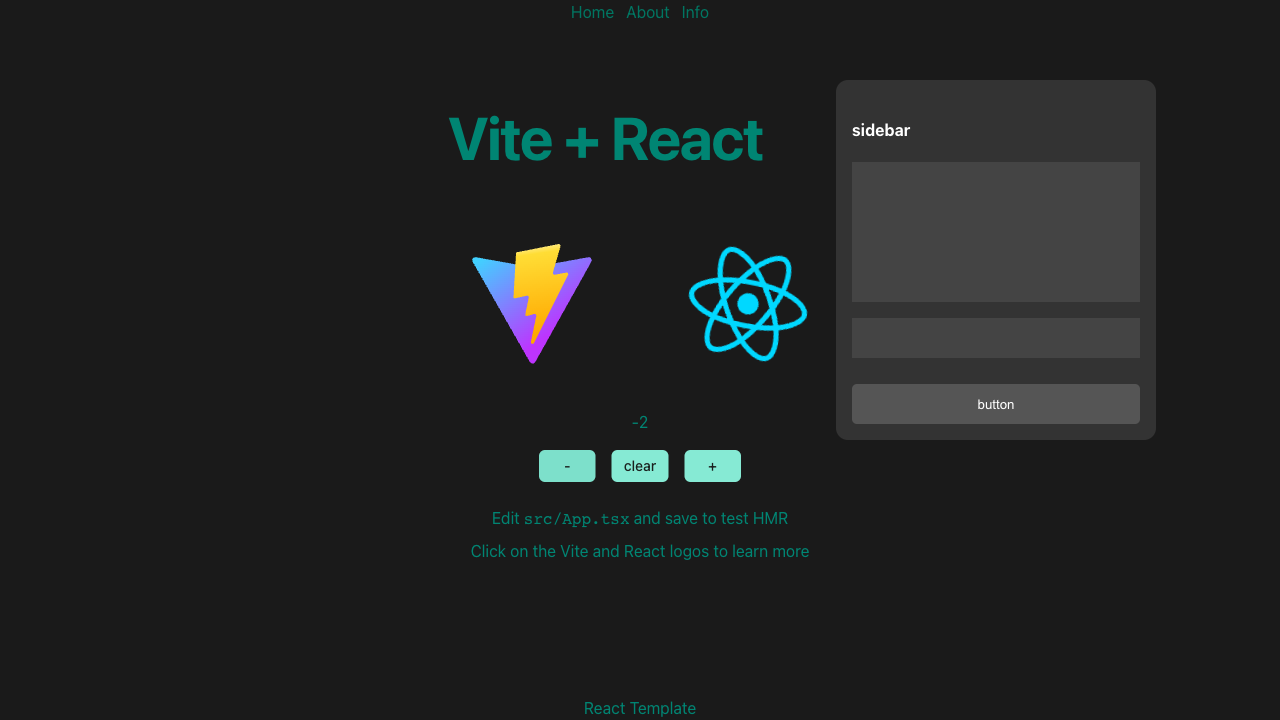 Home About Info
Vite + React
sidebar
button
-2
- clear +
Edit src/App.tsx and save to test HMR
Click on the Vite and React logos to learn more
React Template